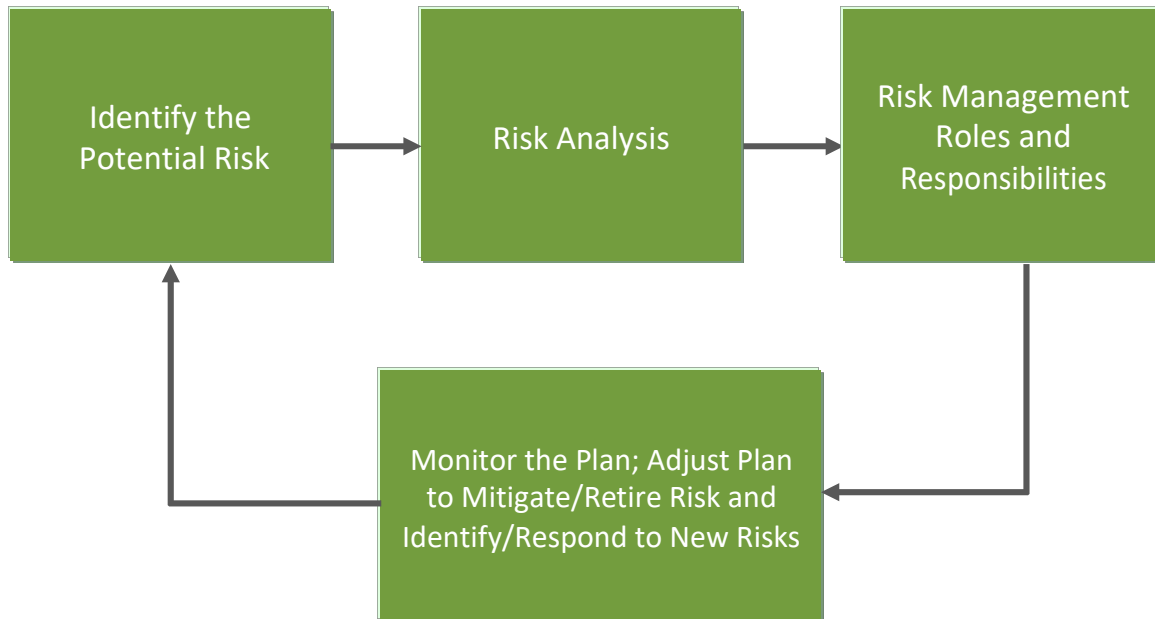 Identify the
Potential Risk
Risk Analysis
Risk Management
Roles and
Responsibilities
Monitor the Plan; Adjust Plan
to Mitigate/Retire Risk and
Identify/Respond to New Risks